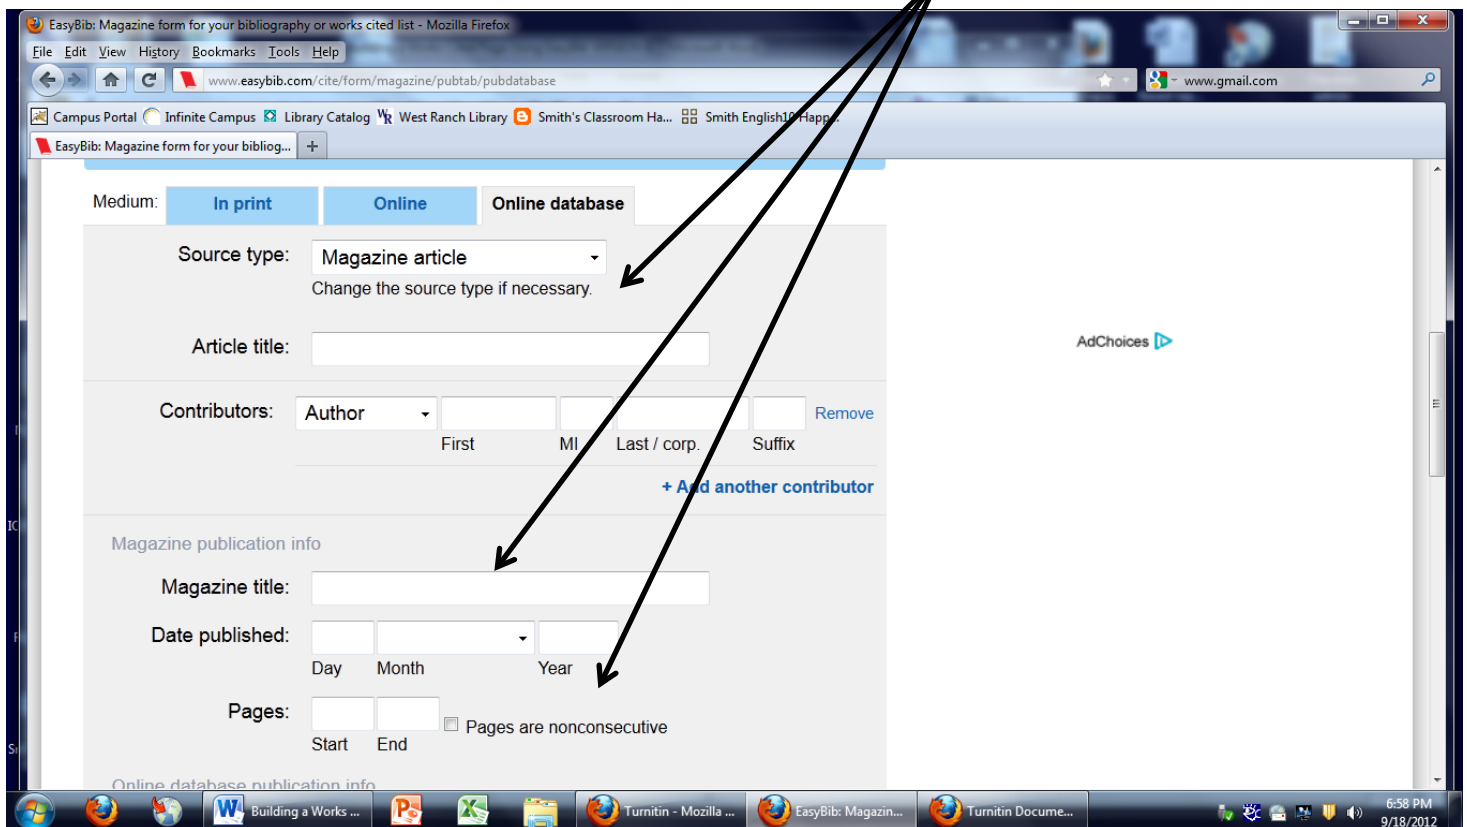 EasyBib: Magazine form for your bibliography or works cited list - Mozilla Firefox
File Edit View History Bookmarks Tools Help
www.easybib.com/cite/form/magazine/pubtab/pubdatabase www.gmail.com
Campus Portal Infinite Campus Library Catalog West Ranch Library Smith's Classroom Ha... Smith English10 Happ...
EasyBib: Magazine form for your bibliog...
Medium: In print Online Online database
Source type: Magazine article
Change the source type if necessary.
AdChoices
Article title:
Contributors: Author Remove
First MI Last / corp. Suffix
+ Add another contributor
Magazine publication info
Magazine title:
Date published:
Day Month Year
Pages: Pages are nonconsecutive
Start End
Online database publication info
Building a Works ... Turnitin - Mozilla ... EasyBib: Magazin... Turnitin Docume... 6:58 PM
9/18/2012